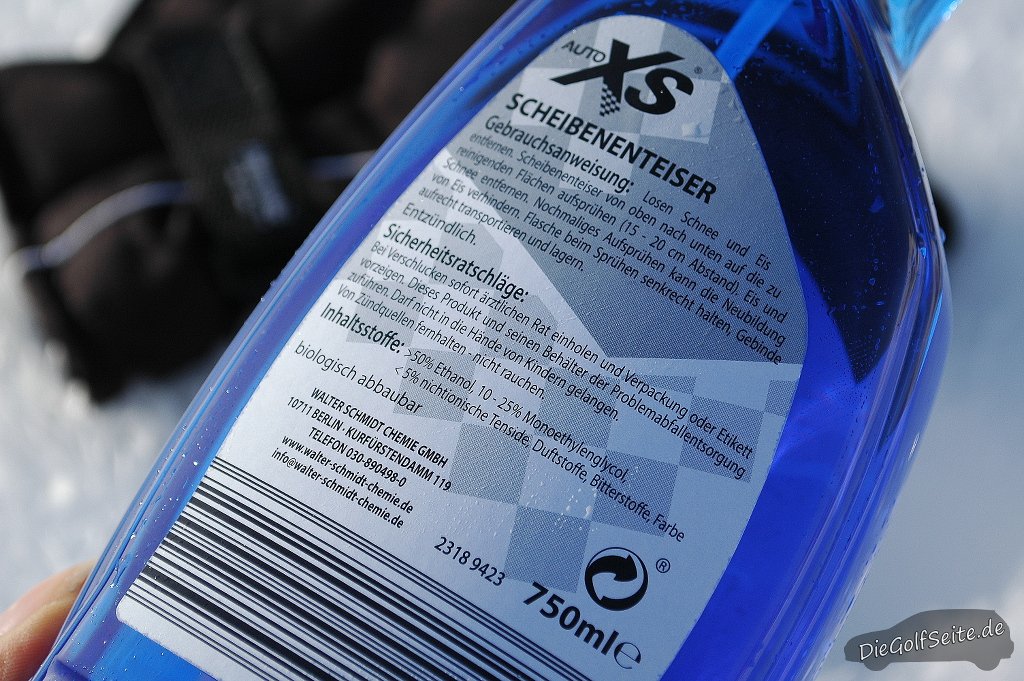 AUTO XS®
SCHEIBENENTEISER
Gebrauchsanweisung: Losen Schnee und Eis
entfernen. Scheibenenteiser von oben nach unten auf die zu
reinigenden Flächen aufsprühen (15 - 20 cm Abstand). Eis und
Schnee entfernen. Nochmaliges Aufsprühen kann die Neubildung
von Eis verhindern. Flasche beim Sprühen senkrecht halten. Gebinde
aufrecht transportieren und lagern.
Entzündlich.
Sicherheitsratschläge:
Bei Verschlucken sofort ärztlichen Rat einholen und Verpackung oder Etikett
vorzeigen. Dieses Produkt und seinen Behälter der Problemabfallentsorgung
zuführen. Darf nicht in die Hände von Kindern gelangen.
Von Zündquellen fernhalten - nicht rauchen.
Inhaltsstoffe: >50% Ethanol, 10 - 25% Monoethylenglycol,
<5% nichtionische Tenside, Duftstoffe, Bitterstoffe, Farbe
biologisch abbaubar
WALTER SCHMIDT CHEMIE GMBH
10711 BERLIN · KURFÜRSTENDAMM 119
TELEFON 030-890498-0
www.walter-schmidt-chemie.de
info@walter-schmidt-chemie.de
2318 9423
®
750ml℮
DieGolfSeite.de